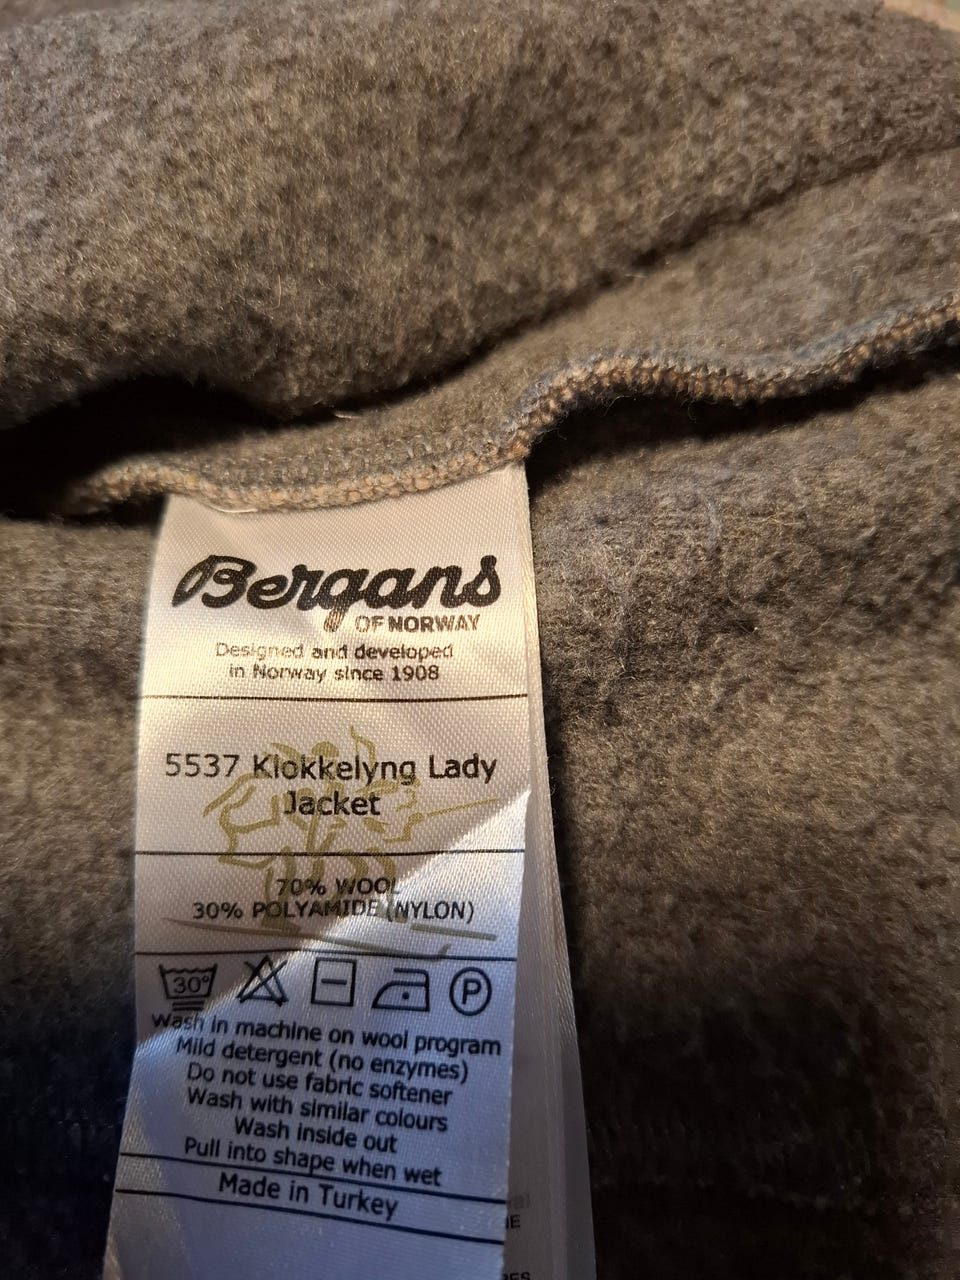 Bergans
OF NORWAY
Designed and developed
in Norway since 1908
5537 Klokkelyng Lady
Jacket
70% WOOL
30% POLYAMIDE (NYLON)
30° P
Wash in machine on wool program
Mild detergent (no enzymes)
Do not use fabric softener
Wash with similar colours
Wash inside out
Pull into shape when wet
Made in Turkey